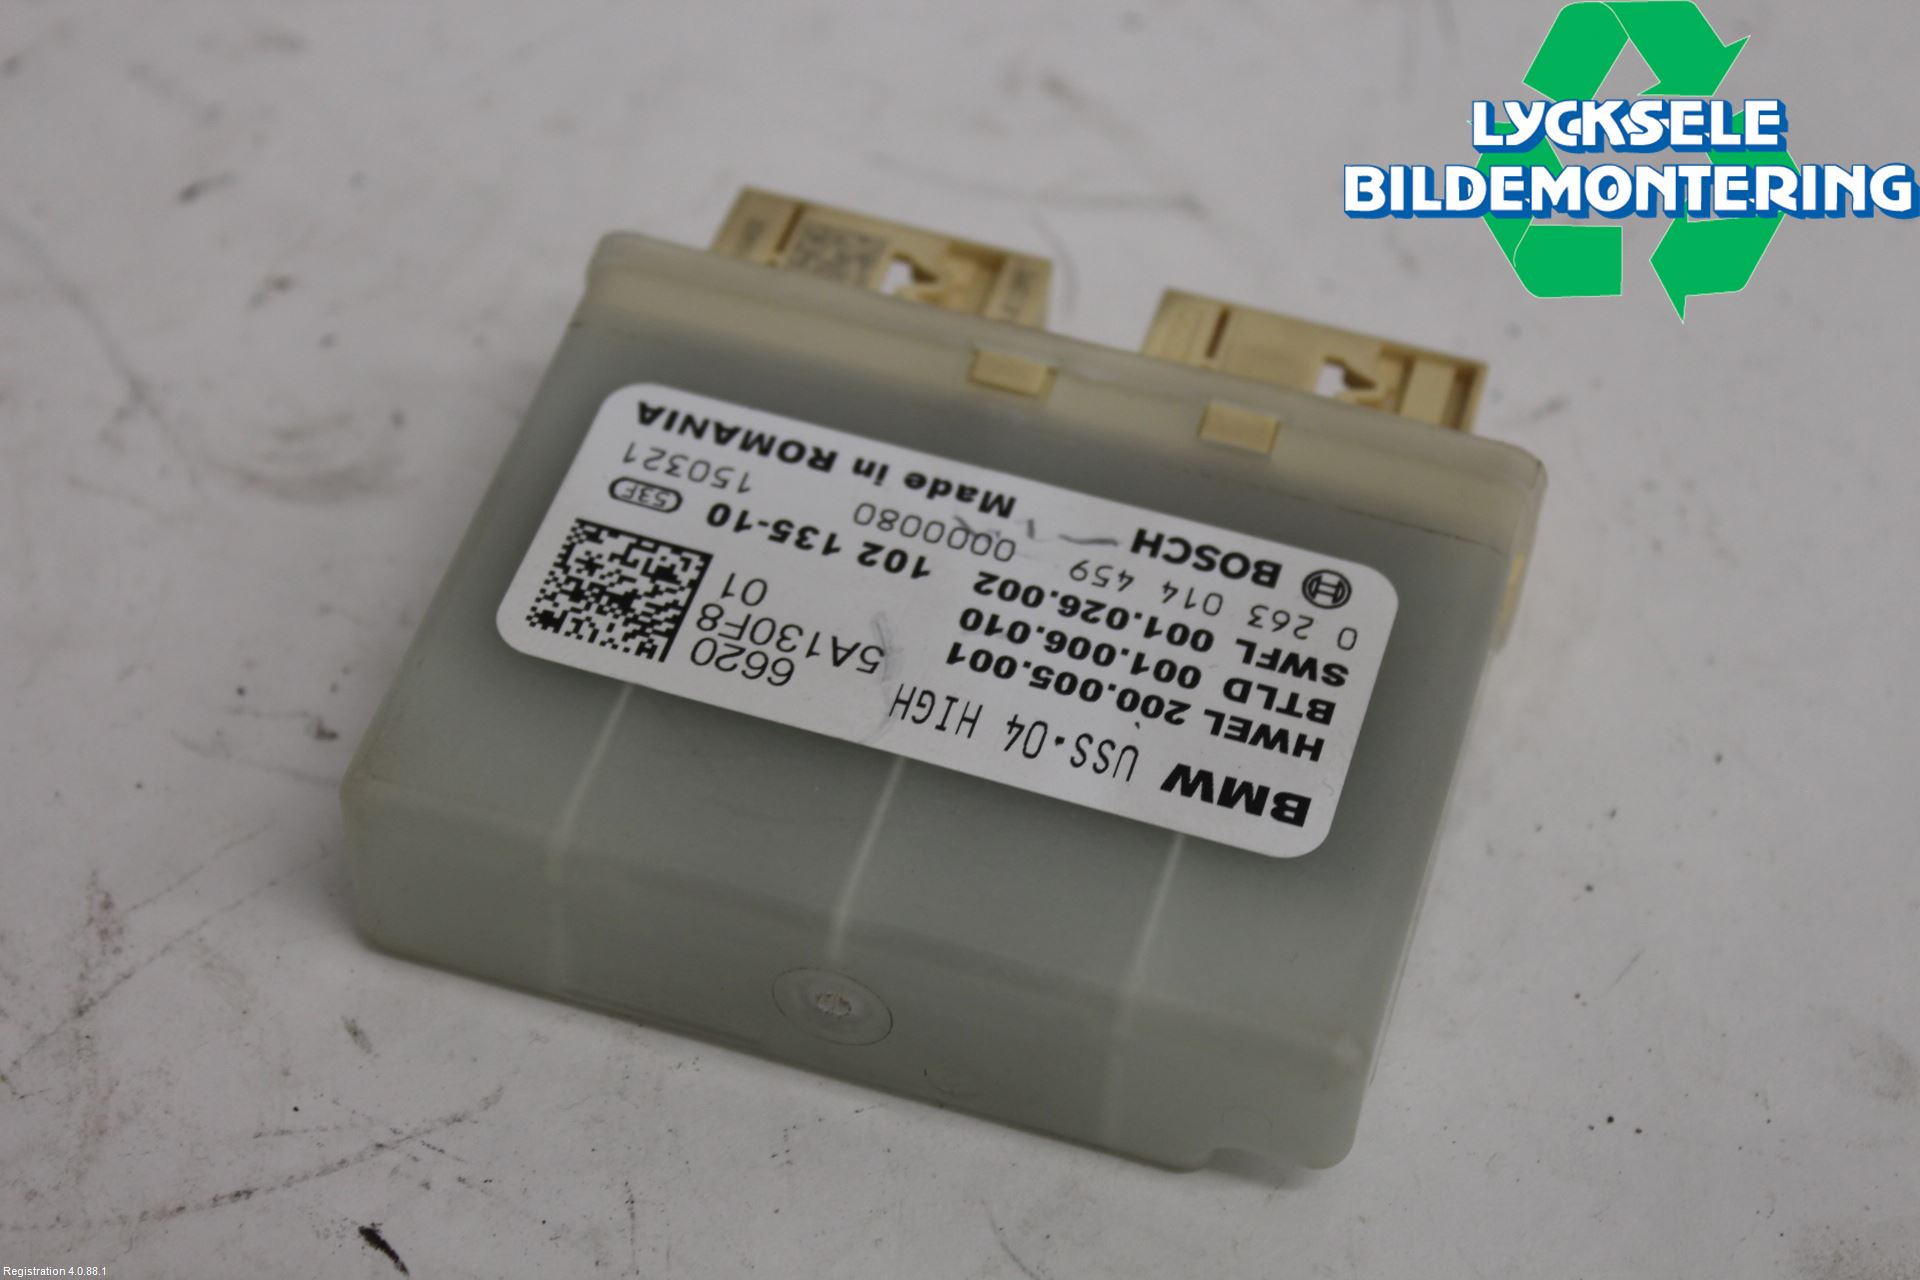 LYCKSELE
BILDEMONTERING
BMW USS.04 HIGH 6620
HWEL 200.005.001 5A130F8
BTLD 001.006.010 01
SWFL 001.026.002 102 135-10 53F
0 263 014 459 0000080 150321
BOSCH Made in ROMANIA
Registration 4.0.88.1